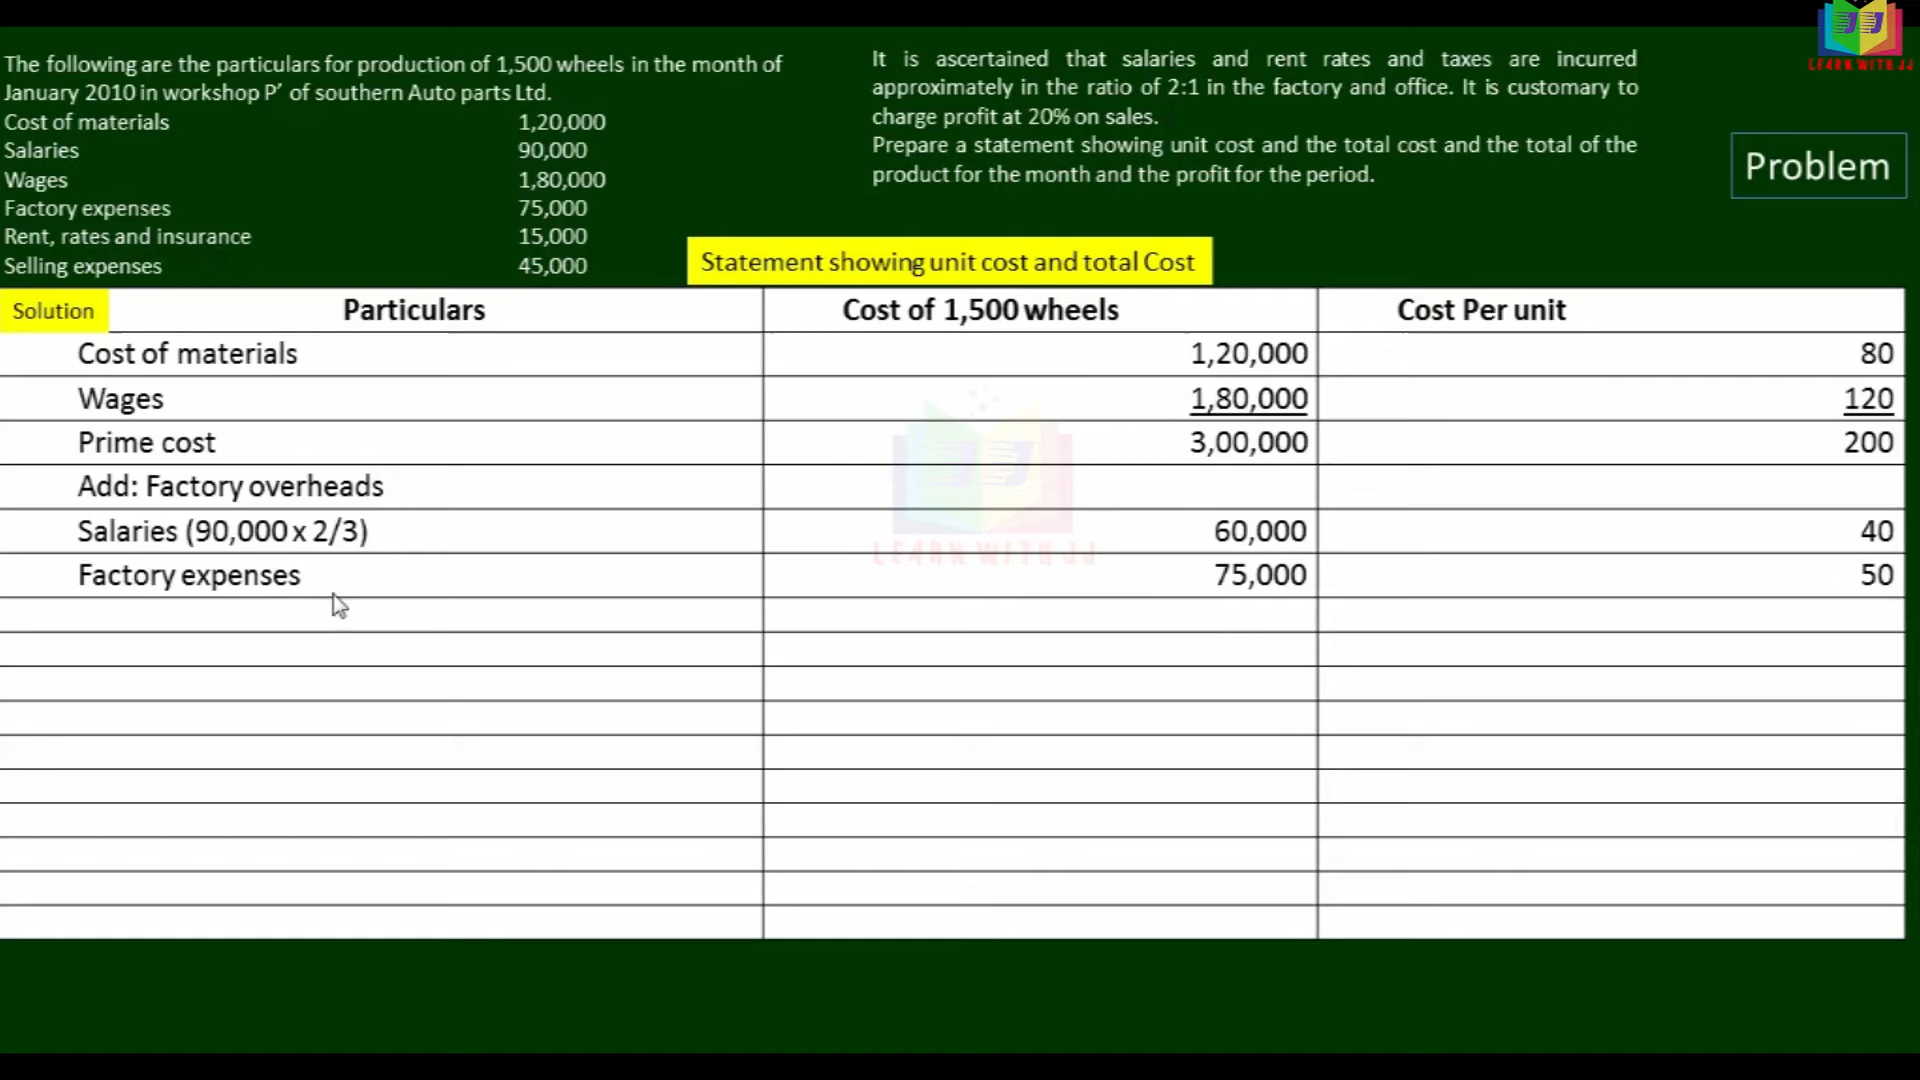 LEARN WITH JJ
The following are the particulars for production of 1,500 wheels in the month of
January 2010 in workshop P’ of southern Auto parts Ltd.
Cost of materials 1,20,000
Salaries 90,000
Wages 1,80,000
Factory expenses 75,000
Rent, rates and insurance 15,000
Selling expenses 45,000
It is ascertained that salaries and rent rates and taxes are incurred
approximately in the ratio of 2:1 in the factory and office. It is customary to
charge profit at 20% on sales.
Prepare a statement showing unit cost and the total cost and the total of the
product for the month and the profit for the period.
Problem
Statement showing unit cost and total Cost
Solution
Particulars Cost of 1,500 wheels Cost Per unit
Cost of materials 1,20,000 80
Wages 1,80,000 120
Prime cost 3,00,000 200
Add: Factory overheads
Salaries (90,000 x 2/3) 60,000 40
Factory expenses 75,000 50
LEARN WITH JJ